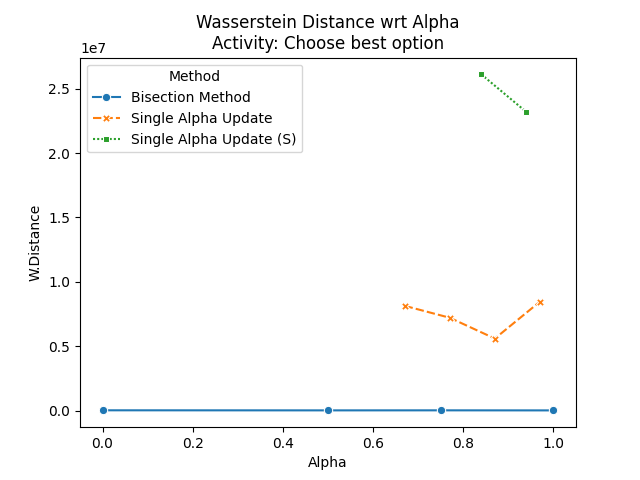 Wasserstein Distance wrt Alpha
Activity: Choose best option
1e7
Method
Bisection Method
Single Alpha Update
Single Alpha Update (S)
2.5
2.0
1.5
1.0
0.5
0.0
W.Distance
0.0 0.2 0.4 0.6 0.8 1.0
Alpha